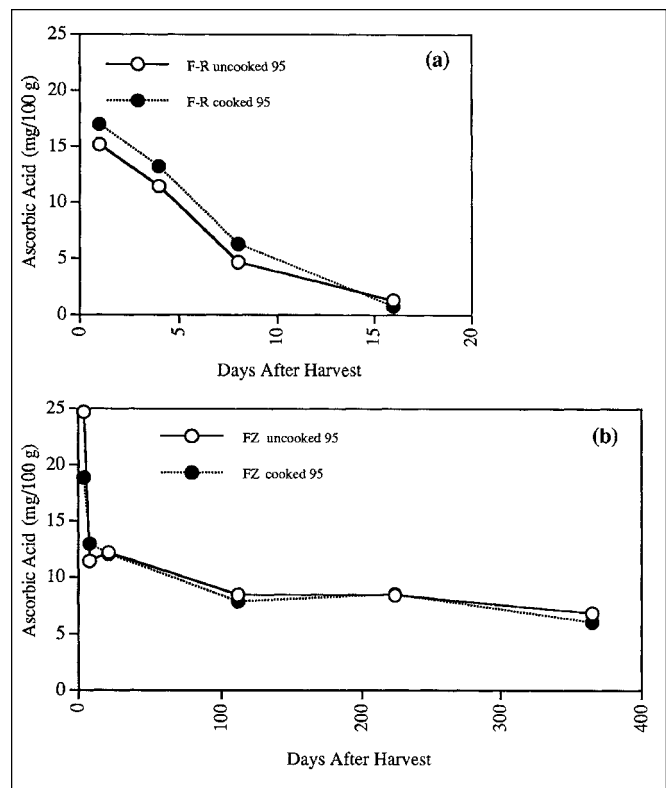 25
20
15
10
5
0
Ascorbic Acid (mg/100 g)
F-R uncooked 95
F-R cooked 95
(a)
0
5
10
15
20
Days After Harvest
25
20
15
10
5
0
Ascorbic Acid (mg/100 g)
FZ uncooked 95
FZ cooked 95
(b)
0
100
200
300
400
Days After Harvest